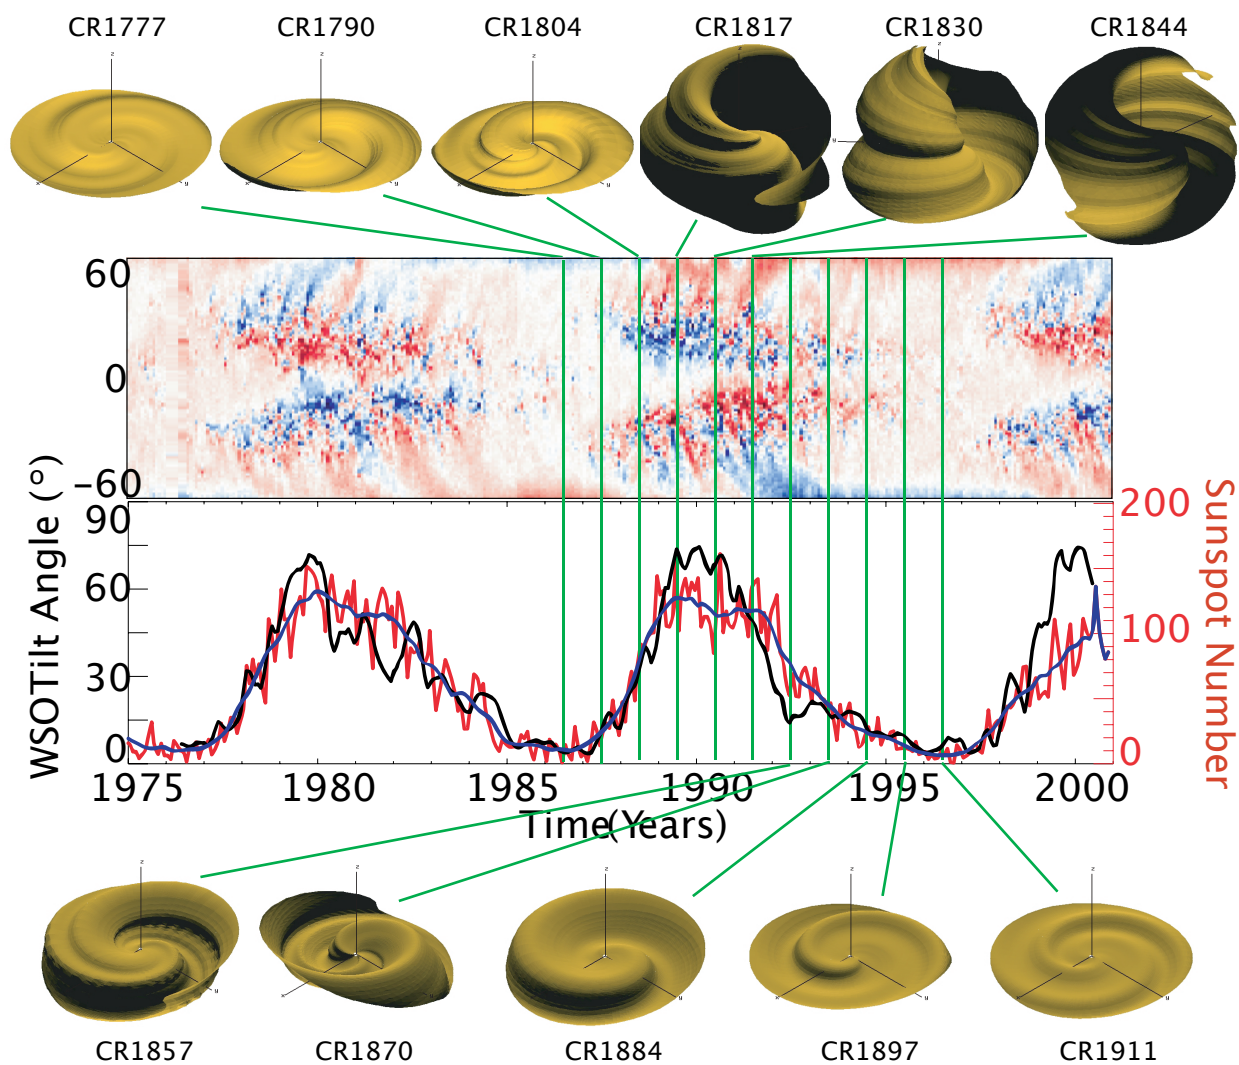 CR1777 CR1790 CR1804 CR1817 CR1830 CR1844
z z z z z z
x y x y x y y
60
0
−60
WSOTilt Angle (°)
90
60
30
0
200
100
0
Sunspot Number
1975 1980 1985 1990 1995 2000
Time(Years)
z z z z z
y x y y x y x y
CR1857 CR1870 CR1884 CR1897 CR1911